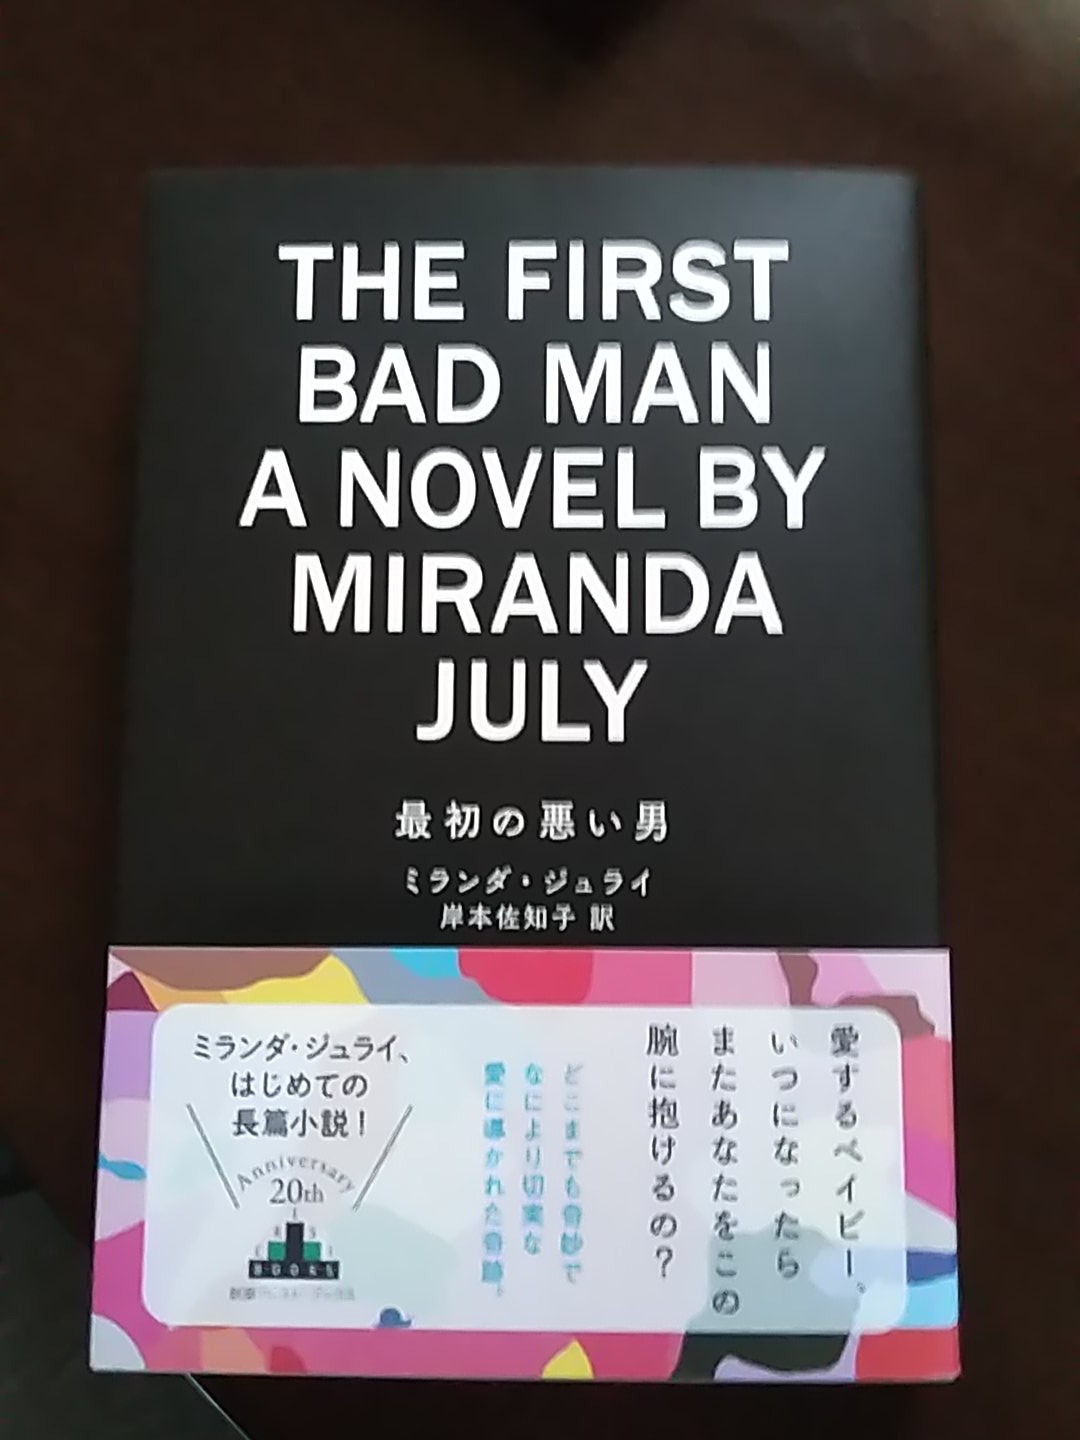 THE FIRST
BAD MAN
A NOVEL BY
MIRANDA
JULY
最初の悪い男
ミランダ・ジュライ
岸本佐知子 訳
愛するベイビー。
いつになったら
またあなたをこの
腕に抱けるの？
どこまでも奇妙で
なにより切実な
愛に導かれた奇跡。
ミランダ・ジュライ、
はじめての
長篇小説！
Anniversary
20th
CREST
BOOKS